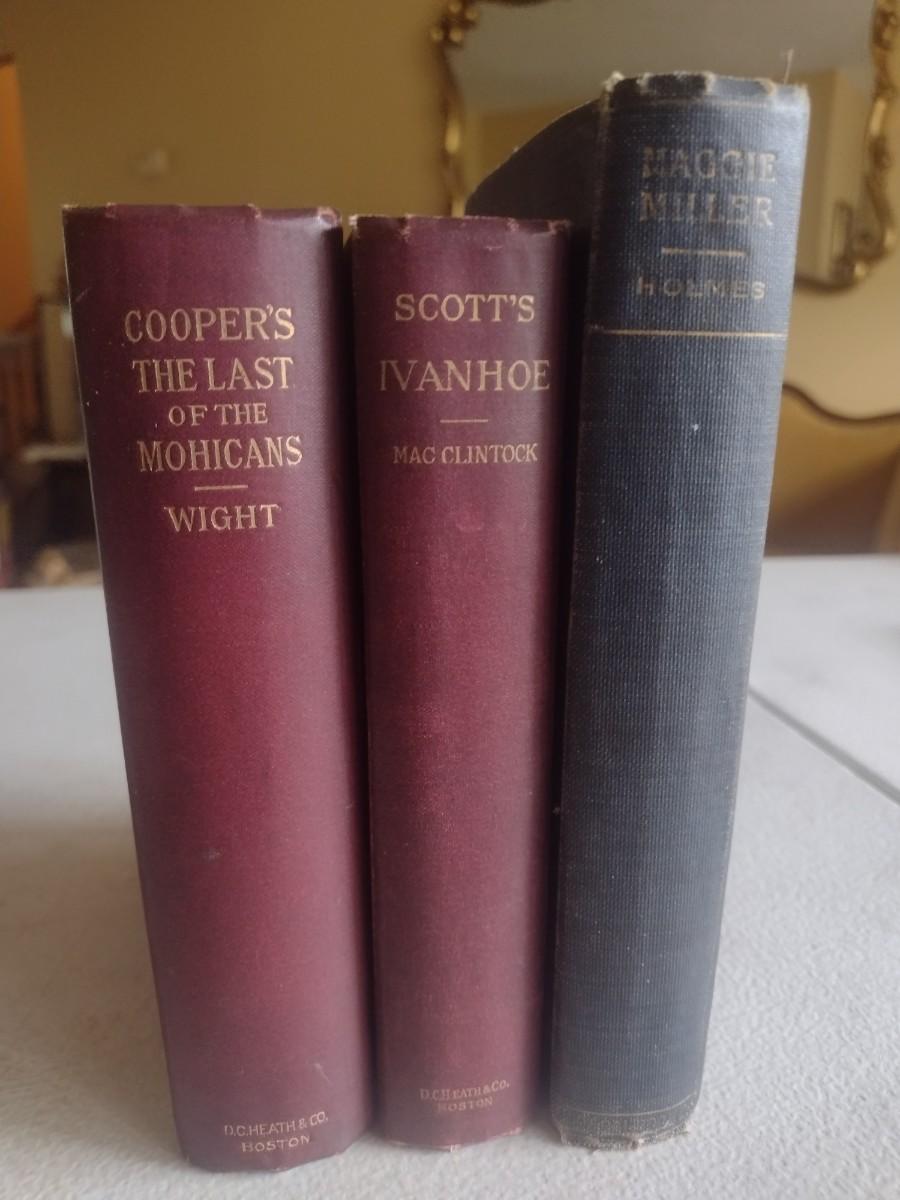 COOPER'S
THE LAST
OF THE
MOHICANS
WIGHT
D.C.HEATH & CO.
BOSTON
SCOTT'S
IVANHOE
MAC CLINTOCK
D.C.HEATH & CO.
BOSTON
MAGGIE
MILLER
HOLMES